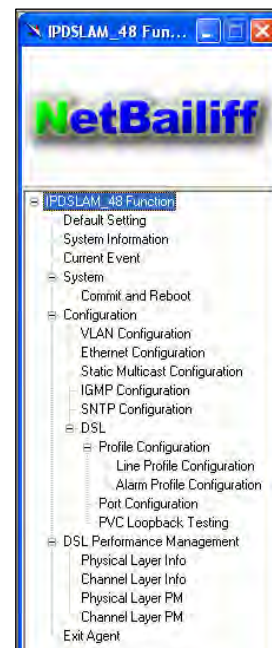 IPDSLAM_48 Fun...
NetBailiff
IPDSLAM_48 Function
Default Setting
System Information
Current Event
System
Commit and Reboot
Configuration
VLAN Configuration
Ethernet Configuration
Static Multicast Configuration
IGMP Configuration
SNTP Configuration
DSL
Profile Configuration
Line Profile Configuration
Alarm Profile Configuration
Port Configuration
PVC Loopback Testing
DSL Performance Management
Physical Layer Info
Channel Layer Info
Physical Layer PM
Channel Layer PM
Exit Agent